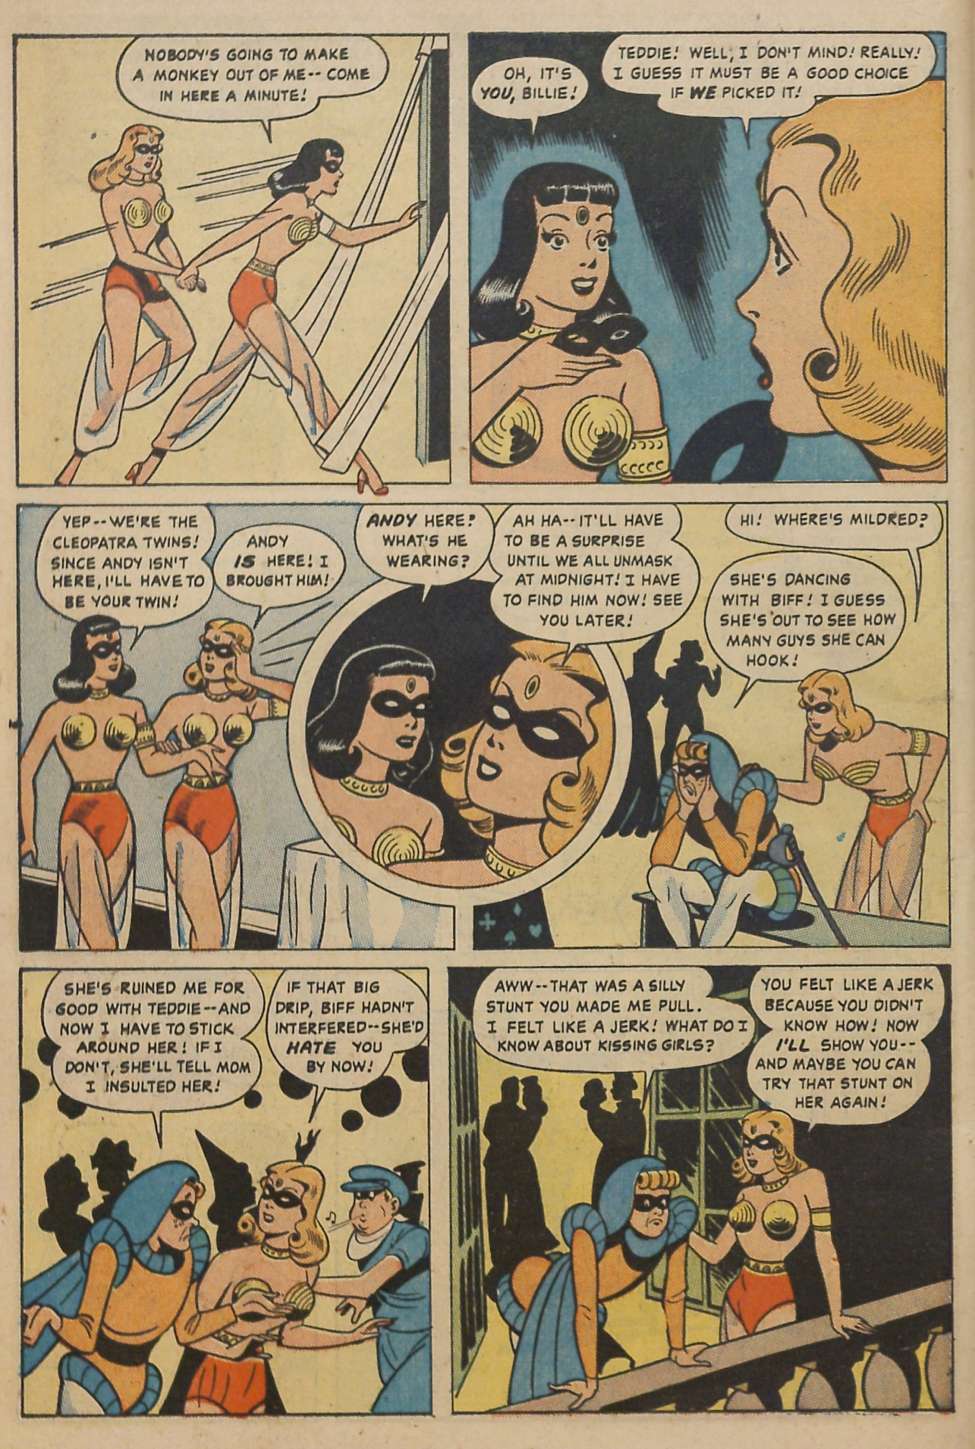 NOBODY'S GOING TO MAKE
A MONKEY OUT OF ME-- COME
IN HERE A MINUTE!
OH, IT'S
YOU, BILLIE!
TEDDIE! WELL, I DON'T MIND! REALLY!
I GUESS IT MUST BE A GOOD CHOICE
IF WE PICKED IT!
YEP--WE'RE THE
CLEOPATRA TWINS!
SINCE ANDY ISN'T
HERE, I'LL HAVE TO
BE YOUR TWIN!
ANDY
IS HERE! I
BROUGHT HIM!
ANDY HERE?
WHAT'S HE
WEARING?
AH HA--IT'LL HAVE
TO BE A SURPRISE
UNTIL WE ALL UNMASK
AT MIDNIGHT! I HAVE
TO FIND HIM NOW! SEE
YOU LATER!
HI! WHERE'S MILDRED?
SHE'S DANCING
WITH BIFF! I GUESS
SHE'S OUT TO SEE HOW
MANY GUYS SHE CAN
HOOK!
SHE'S RUINED ME FOR
GOOD WITH TEDDIE--AND
NOW I HAVE TO STICK
AROUND HER! IF I
DON'T, SHE'LL TELL MOM
I INSULTED HER!
IF THAT BIG
DRIP, BIFF HADN'T
INTERFERED--SHE'D
HATE YOU
BY NOW!
AWW--THAT WAS A SILLY
STUNT YOU MADE ME PULL.
I FELT LIKE A JERK! WHAT DO I
KNOW ABOUT KISSING GIRLS?
YOU FELT LIKE A JERK
BECAUSE YOU DIDN'T
KNOW HOW! NOW
I'LL SHOW YOU--
AND MAYBE YOU CAN
TRY THAT STUNT ON
HER AGAIN!